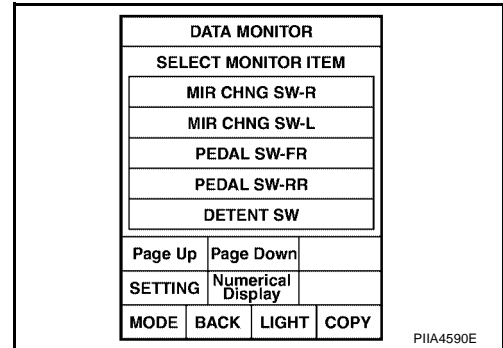 DATA MONITOR
SELECT MONITOR ITEM
MIR CHNG SW-R
MIR CHNG SW-L
PEDAL SW-FR
PEDAL SW-RR
DETENT SW
Page Up Page Down
SETTING Numerical Display
MODE BACK LIGHT COPY
PIIA4590E